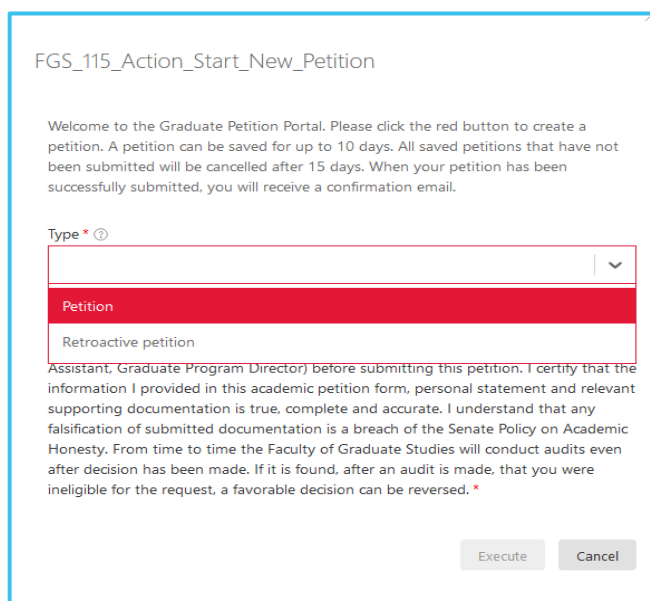 FGS_115_Action_Start_New_Petition
Welcome to the Graduate Petition Portal. Please click the red button to create a
petition. A petition can be saved for up to 10 days. All saved petitions that have not
been submitted will be cancelled after 15 days. When your petition has been
successfully submitted, you will receive a confirmation email.
Type *
Petition
Retroactive petition
Assistant, Graduate Program Director) before submitting this petition. I certify that the
information I provided in this academic petition form, personal statement and relevant
supporting documentation is true, complete and accurate. I understand that any
falsification of submitted documentation is a breach of the Senate Policy on Academic
Honesty. From time to time the Faculty of Graduate Studies will conduct audits even
after decision has been made. If it is found, after an audit is made, that you were
ineligible for the request, a favorable decision can be reversed. *
Execute Cancel